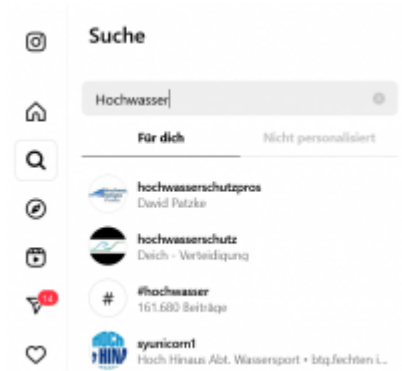 Suche
Hochwasser
Für dich
Nicht personalisiert
hochwasserschutzpros
David Patzke
hochwasserschutz
Deich - Verteidigung
#
#hochwasser
161.680 Beiträge
14
syunicorn1
Hoch Hinaus Abt. Wassersport • btg.fechten i...